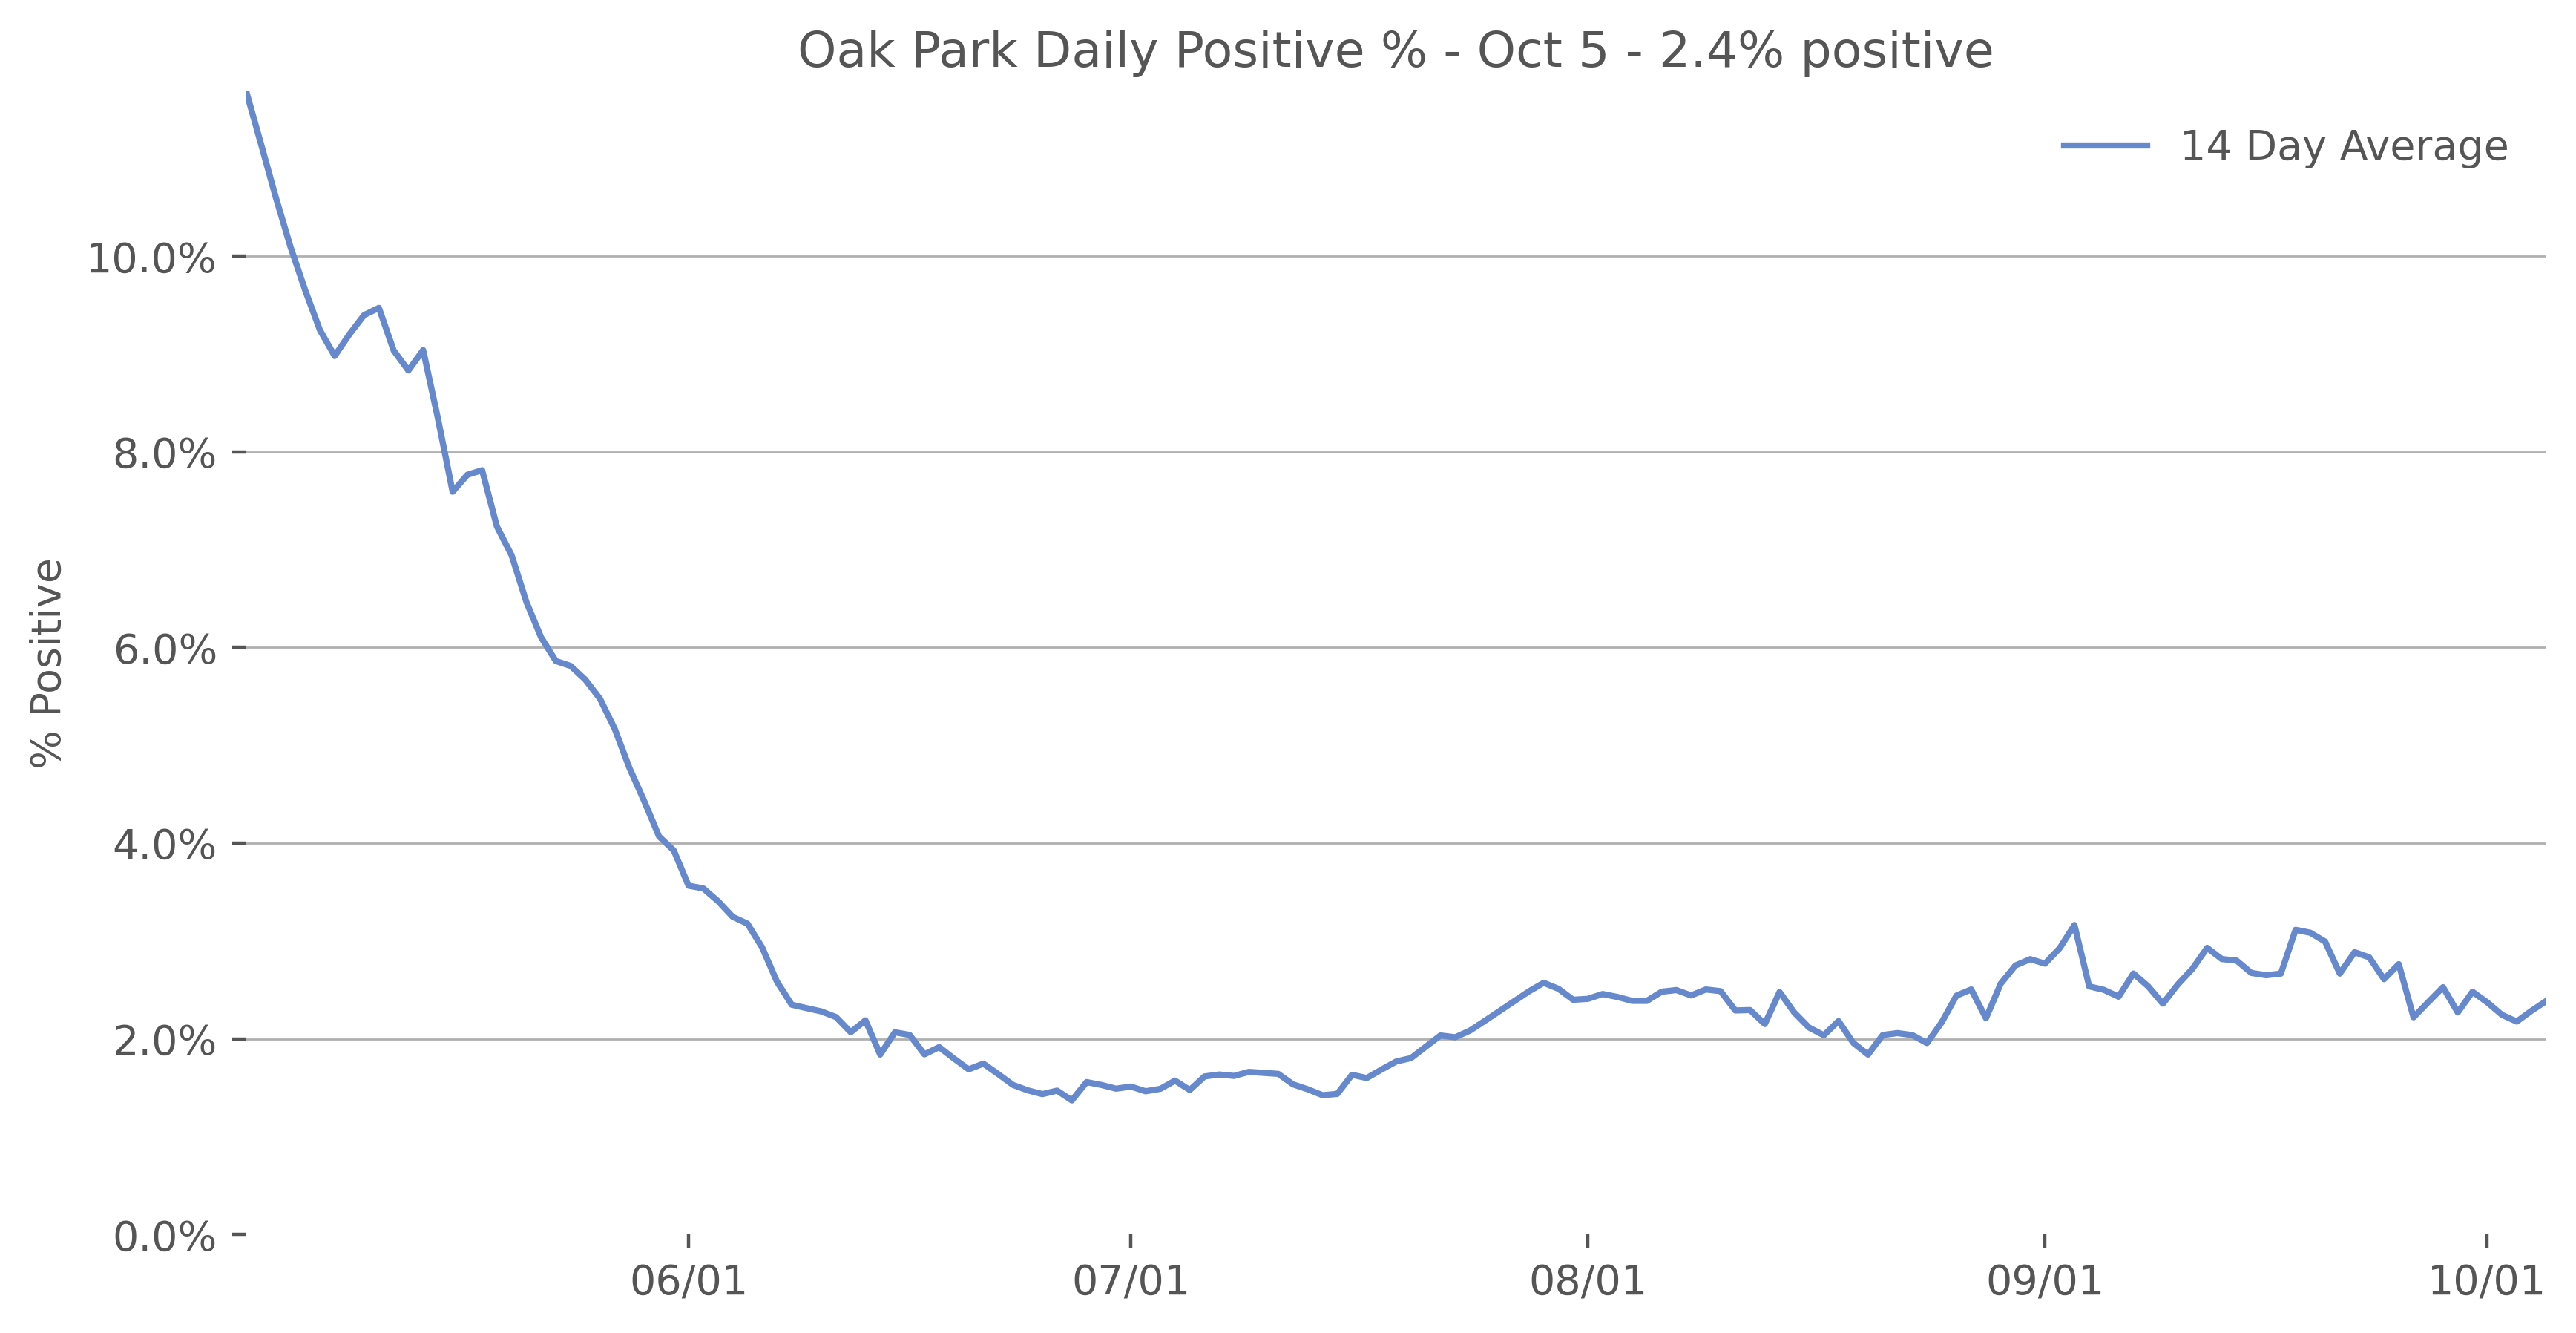 Oak Park Daily Positive % - Oct 5 - 2.4% positive
14 Day Average
10.0%
8.0%
6.0%
4.0%
2.0%
0.0%
% Positive
06/01 07/01 08/01 09/01 10/01